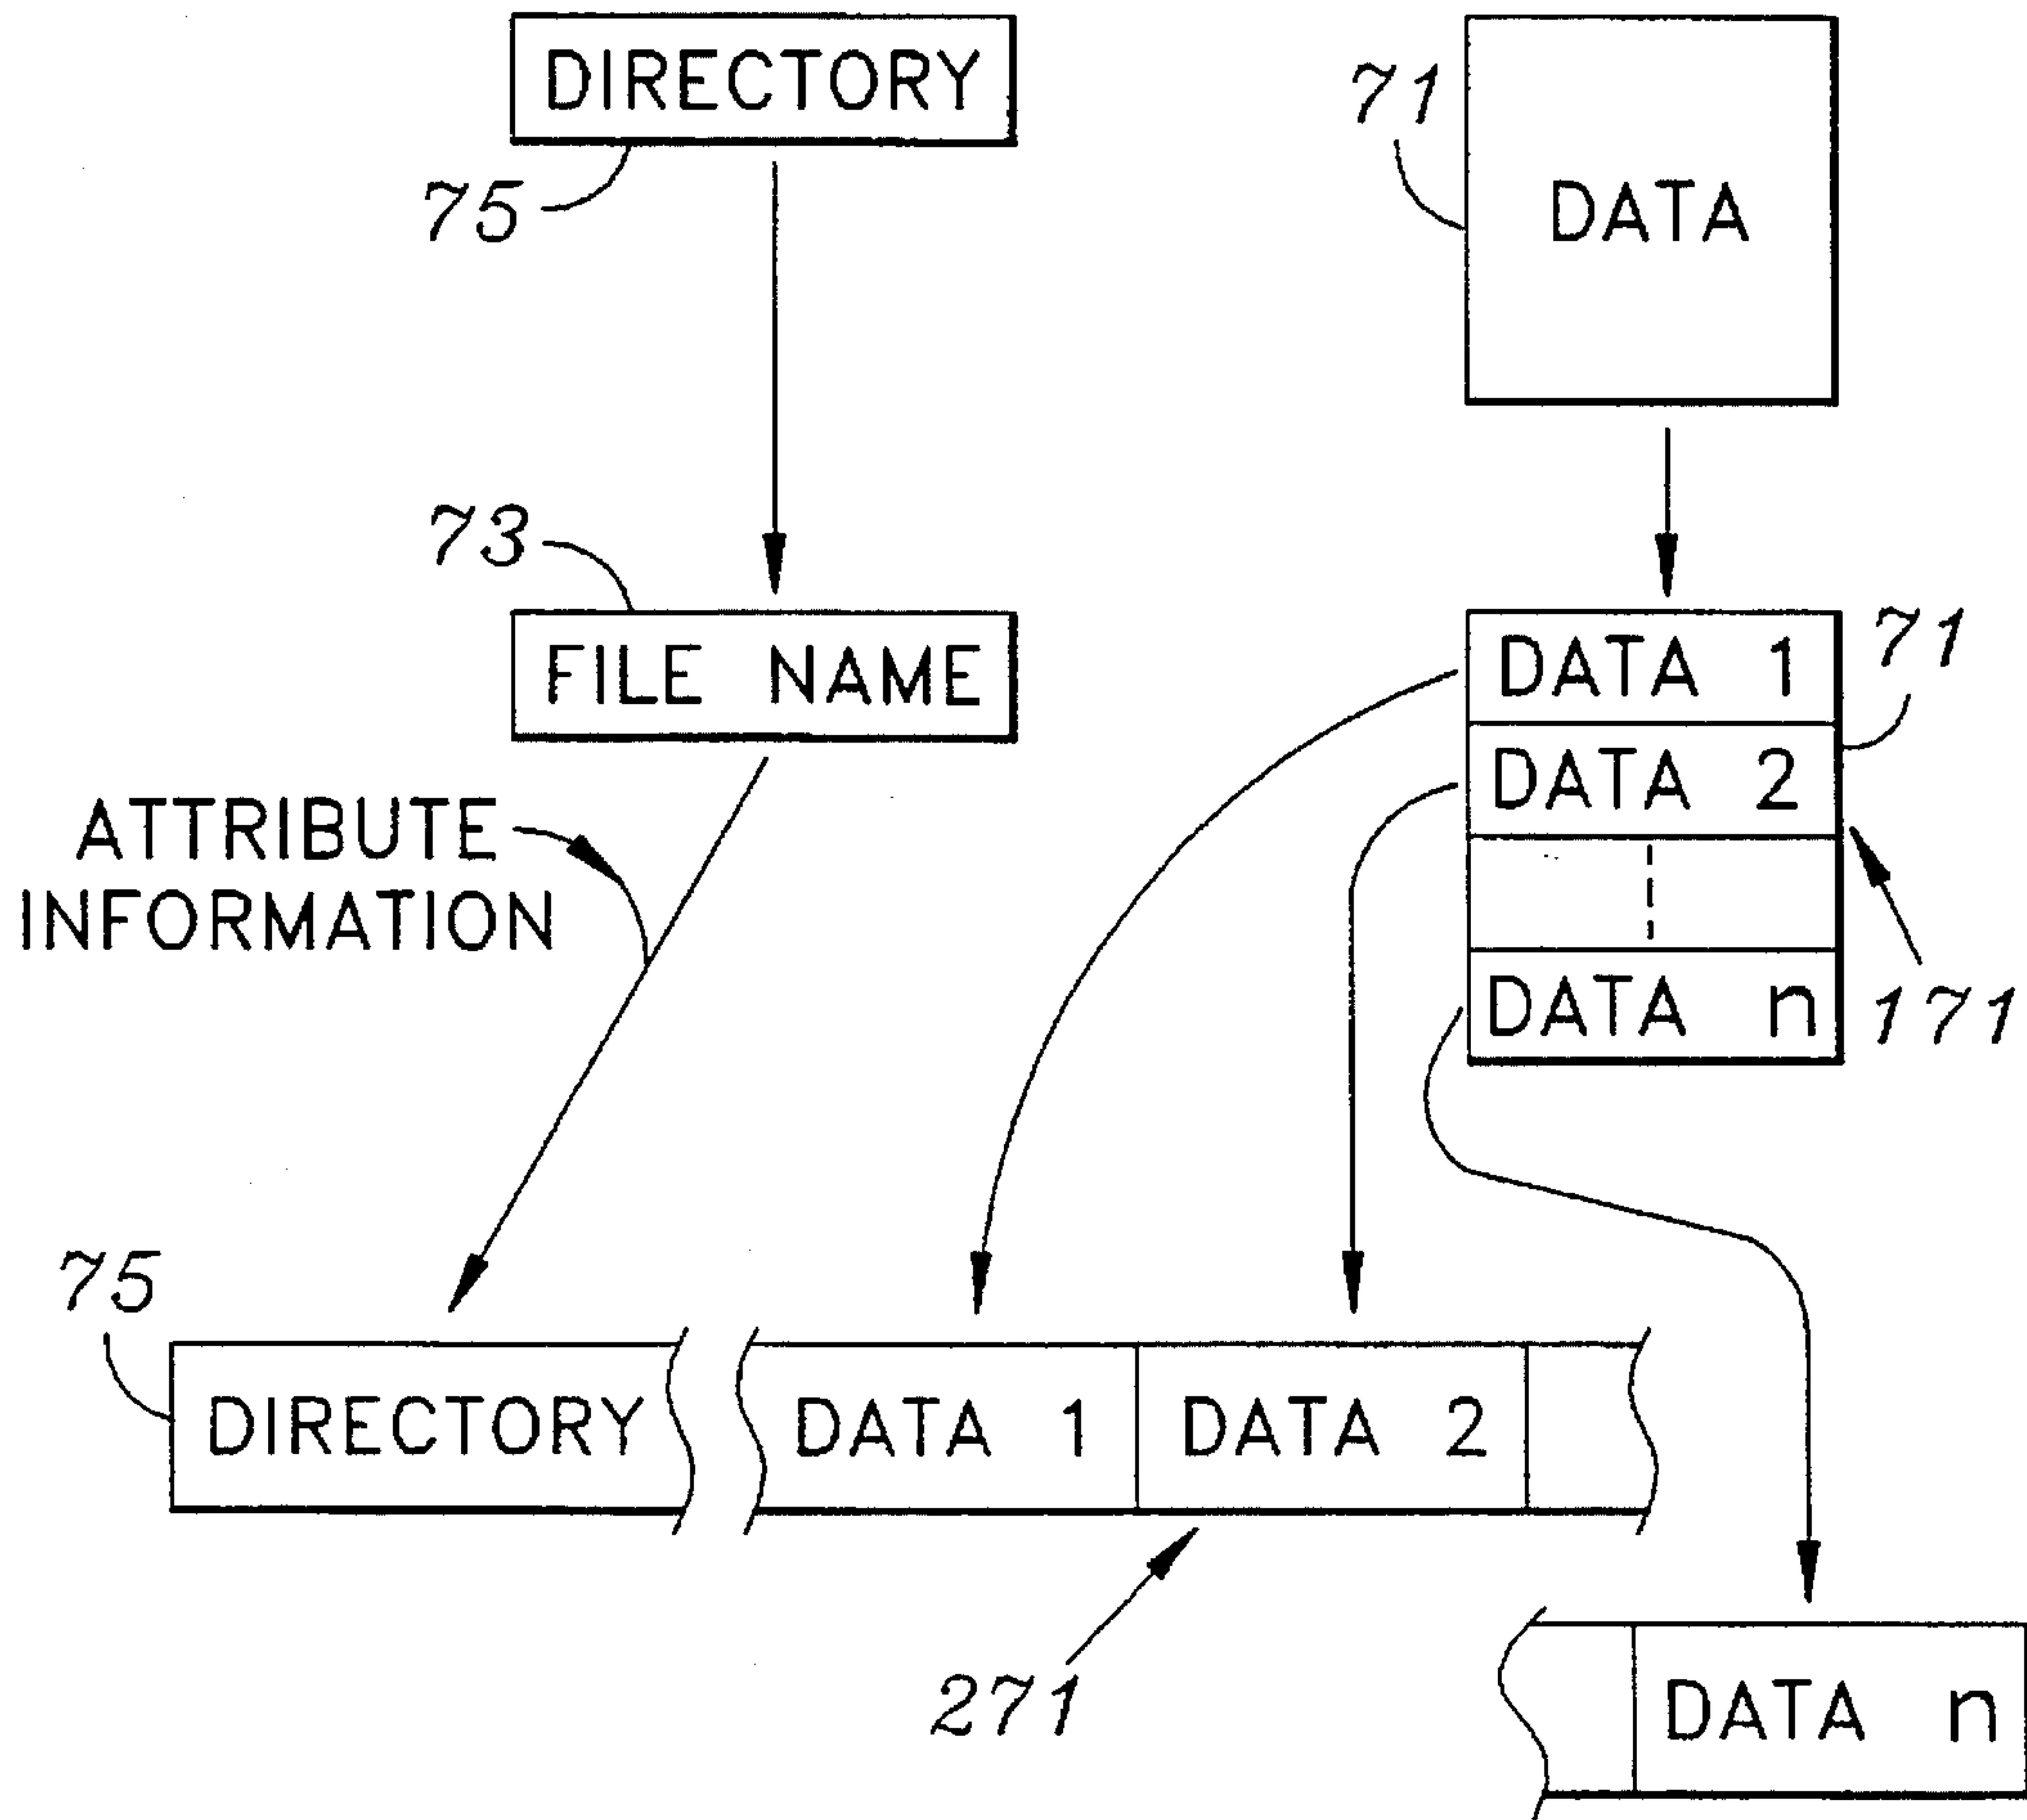 DIRECTORY
75
71
DATA
73
FILE NAME
DATA 1
71
DATA 2
171
DATA n
ATTRIBUTE
INFORMATION
75
DIRECTORY
DATA 1
DATA 2
271
DATA n